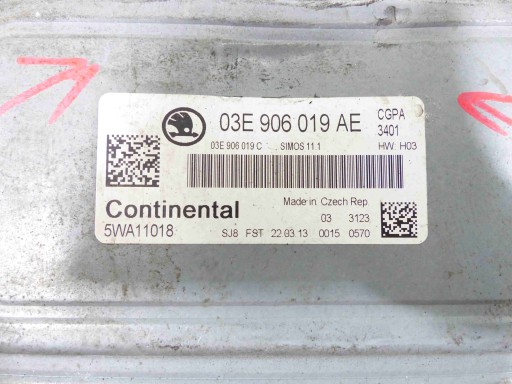 03E 906 019 AE
CGPA
3401
03E 906 019 C SIMOS 11.1
HW: H03
Continental
5WA11018
Made in Czech Rep.
03 3123
SJ8 FST 22.03.13 0015 0570